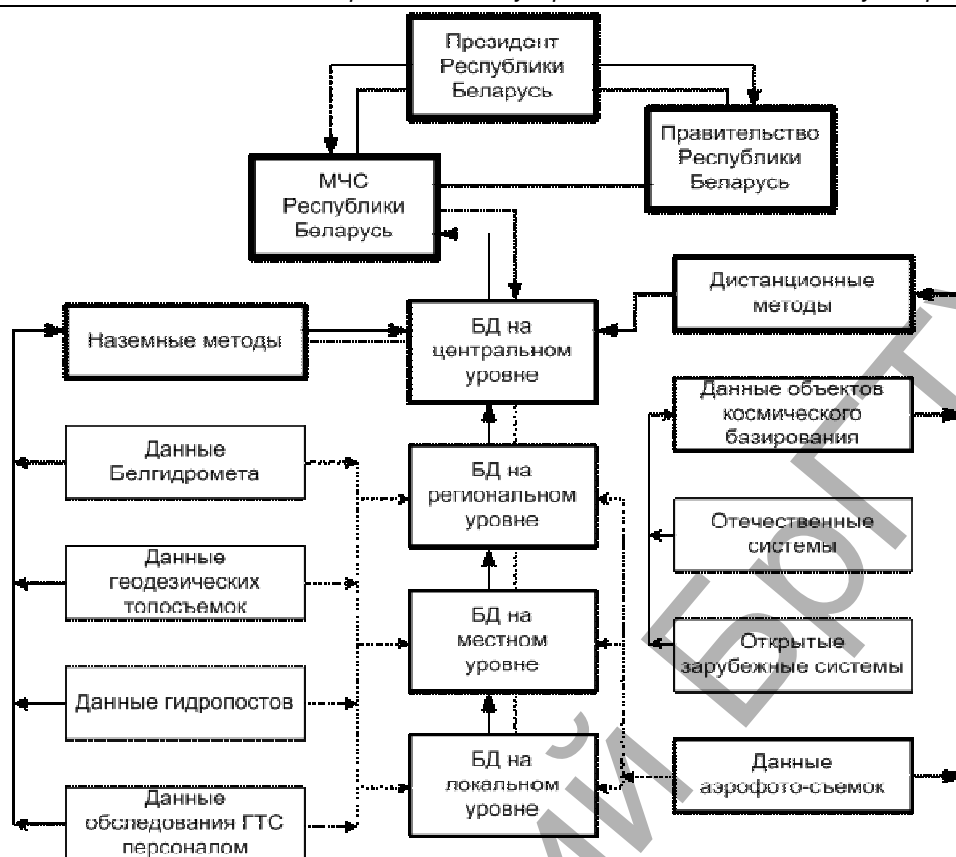 Президент
Республики
Беларусь
Правительство
Республики
Беларусь
МЧС
Республики
Беларусь
Дистанционные
методы
Наземные методы
БД на
центральном
уровне
Данные объектов
космического
базирования
Данные
Белгидромета
БД на
региональном
уровне
Отечественные
системы
Данные
геодезических
топосъемок
БД на
местном
уровне
Открытые
зарубежные системы
Данные гидропостов
БД на
локальном
уровне
Данные
аэрофото-съемок
Данные
обследования ГТС
персоналом
БрГТУ